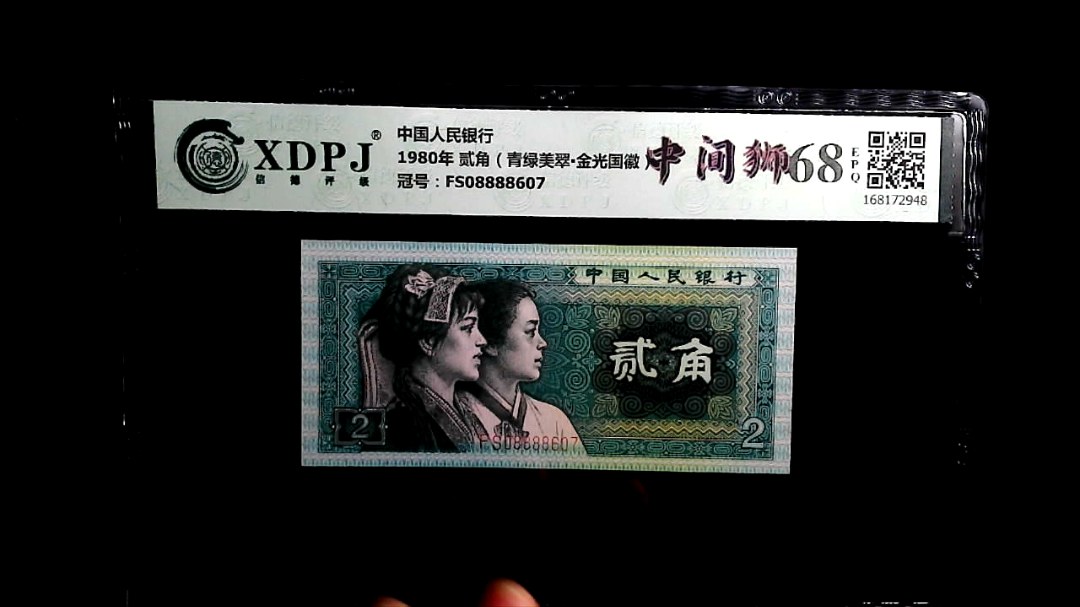 XDPJ®
信德评级
中国人民银行
1980年 贰角（青绿美翠·金光国徽
冠号：FS08888607
中间狮
68
EPQ
168172948
中国人民银行
贰角
2
FS08888607
2